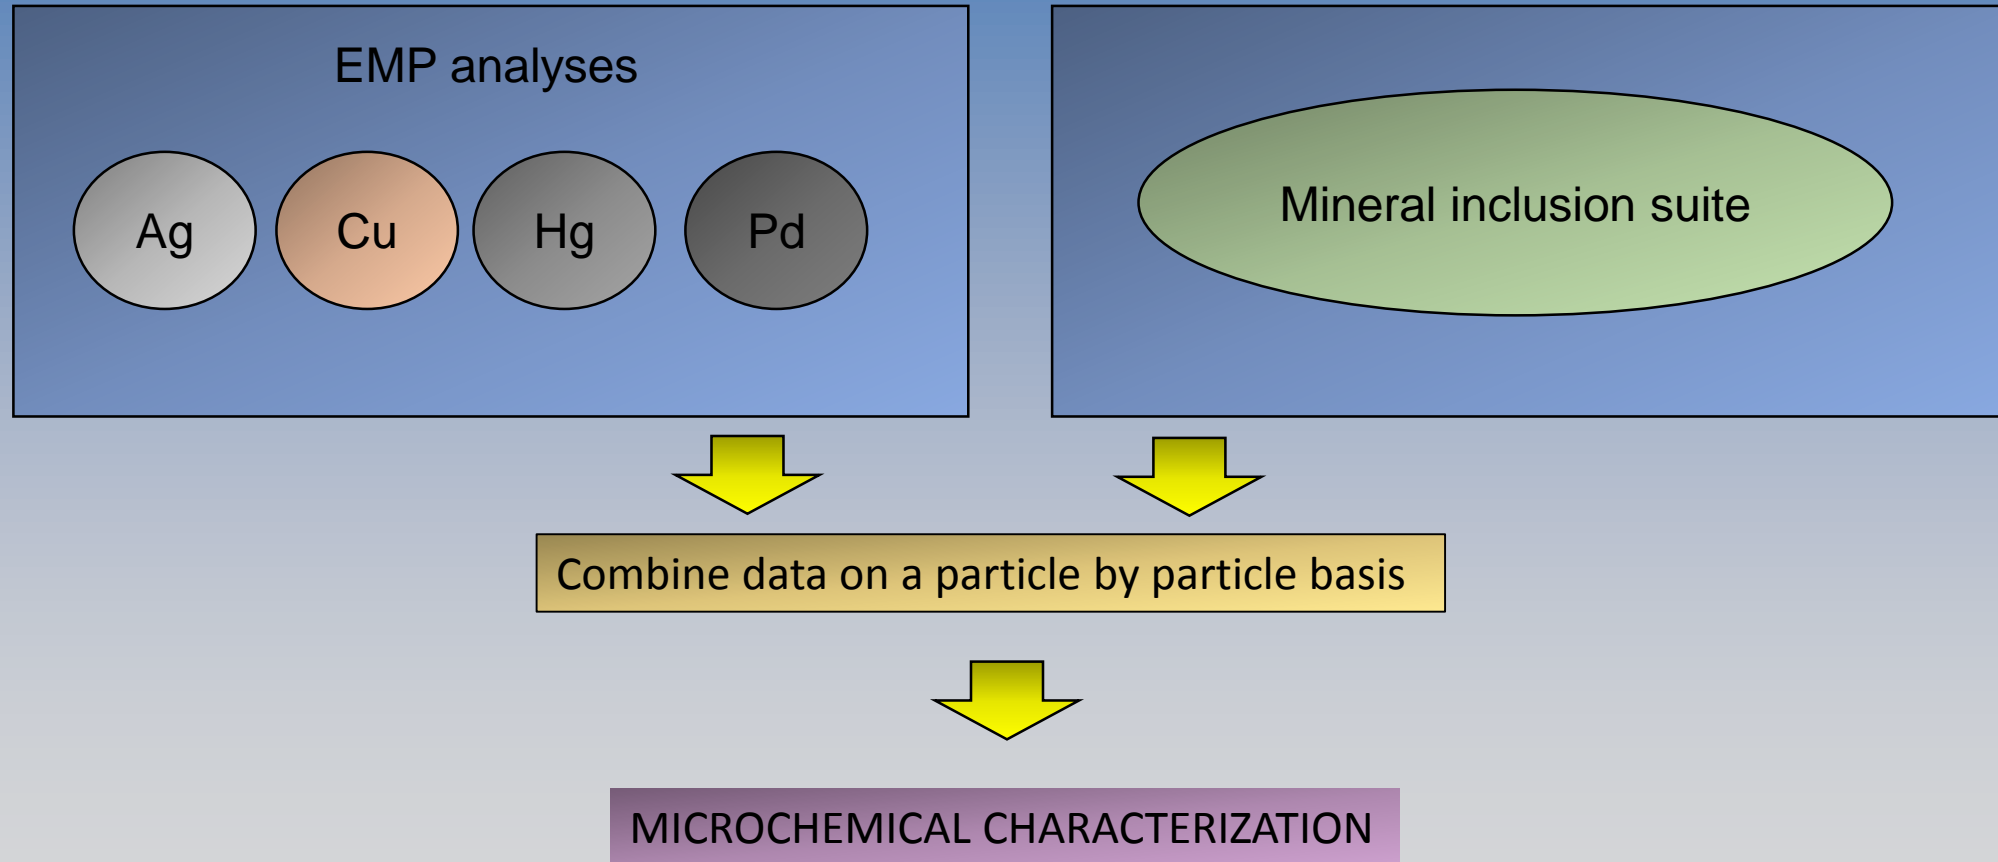 EMP analyses
Ag
Cu
Hg
Pd
Mineral inclusion suite
Combine data on a particle by particle basis
MICROCHEMICAL CHARACTERIZATION